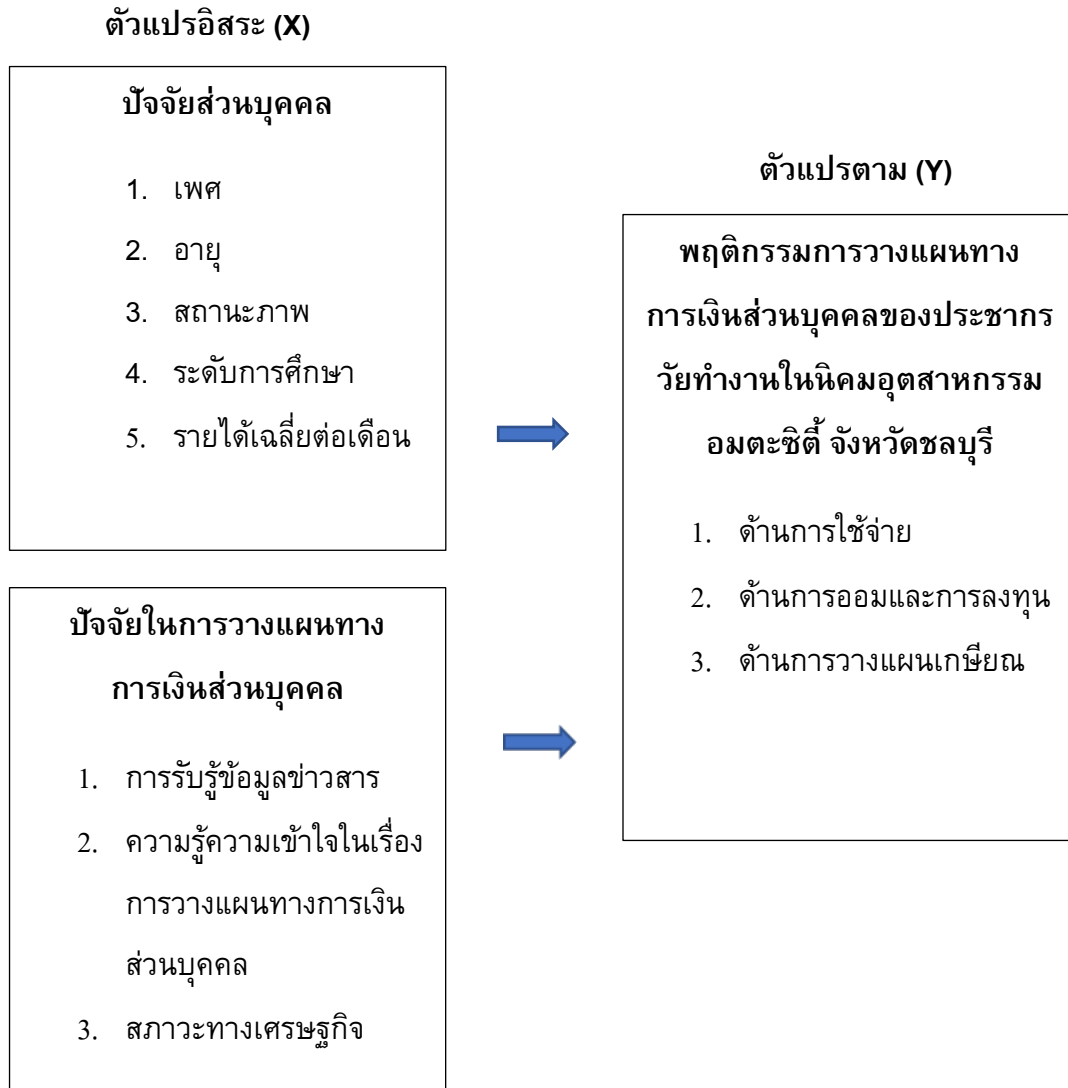 ตัวแปรอิสระ (X)
ปัจจัยส่วนบุคคล
1. เพศ
2. อายุ
3. สถานะภาพ
4. ระดับการศึกษา
5. รายได้เฉลี่ยต่อเดือน
ปัจจัยในการวางแผนทาง
การเงินส่วนบุคคล
1. การรับรู้ข้อมูลข่าวสาร
2. ความรู้ความเข้าใจในเรื่อง
การวางแผนทางการเงิน
ส่วนบุคคล
3. สภาวะทางเศรษฐกิจ
ตัวแปรตาม (Y)
พฤติกรรมการวางแผนทาง
การเงินส่วนบุคคลของประชากร
วัยทำงานในนิคมอุตสาหกรรม
อมตะซิตี้ จังหวัดชลบุรี
1. ด้านการใช้จ่าย
2. ด้านการออมและการลงทุน
3. ด้านการวางแผนเกษียณ